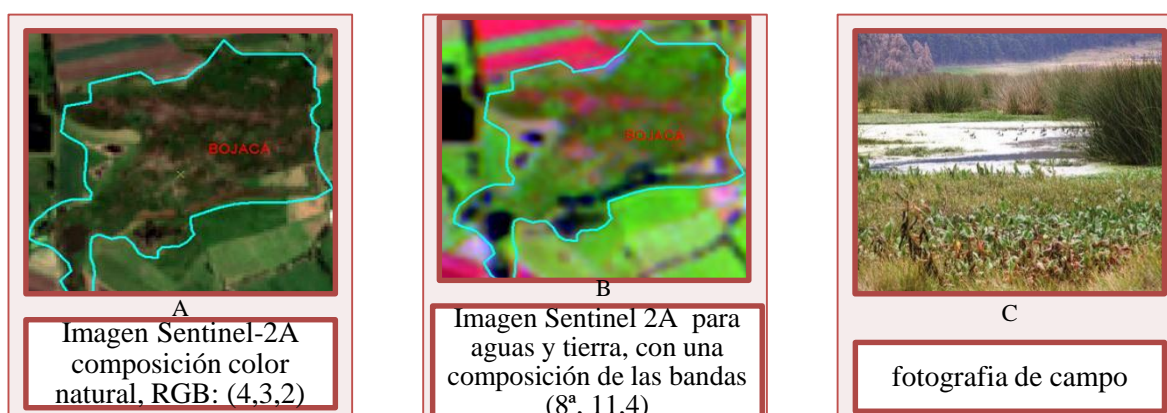 BOJACA
BOJACA
A
B
C
Imagen Sentinel-2A
composición color
natural, RGB: (4,3,2)
Imagen Sentinel 2A para
aguas y tierra, con una
composición de las bandas
(8ª, 11,4)
fotografia de campo